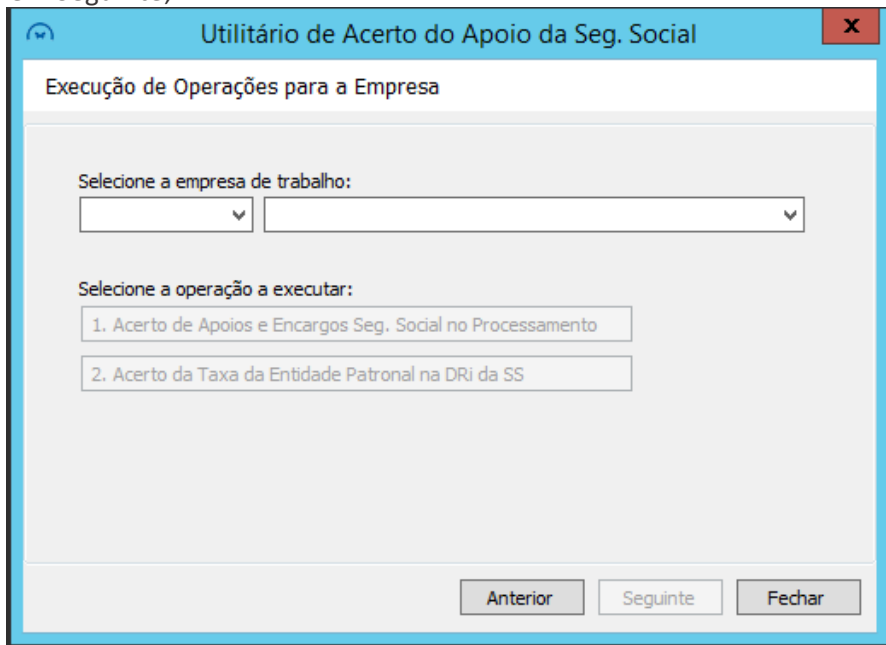 Utilitário de Acerto do Apoio da Seg. Social
x
Execução de Operações para a Empresa
Selecione a empresa de trabalho:
Selecione a operação a executar:
1. Acerto de Apoios e Encargos Seg. Social no Processamento
2. Acerto da Taxa da Entidade Patronal na DRi da SS
Anterior Seguinte Fechar